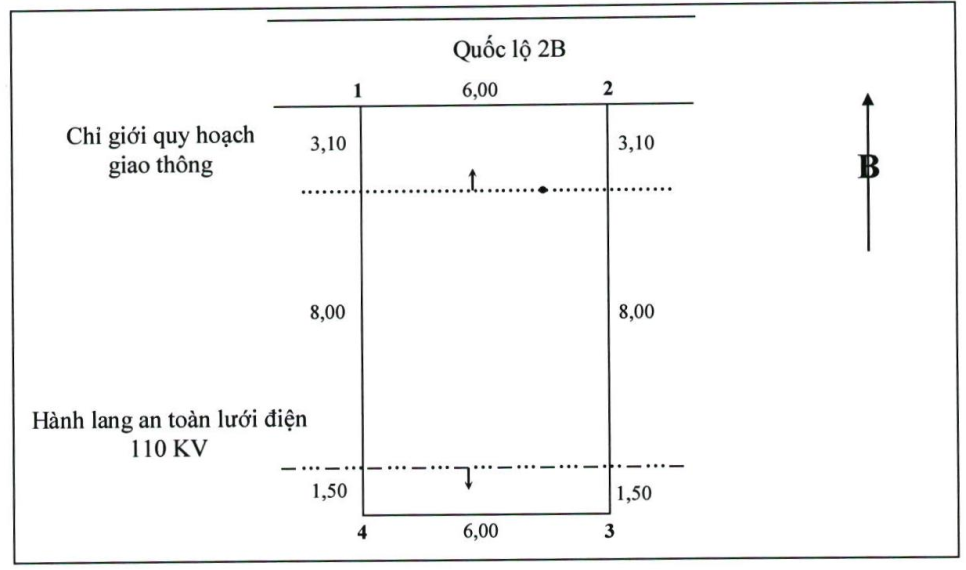 Quốc lộ 2B
1
6,00
2
Chỉ giới quy hoạch
giao thông
3,10
3,10
B
8,00
8,00
Hành lang an toàn lưới điện
110 KV
1,50
1,50
4
6,00
3